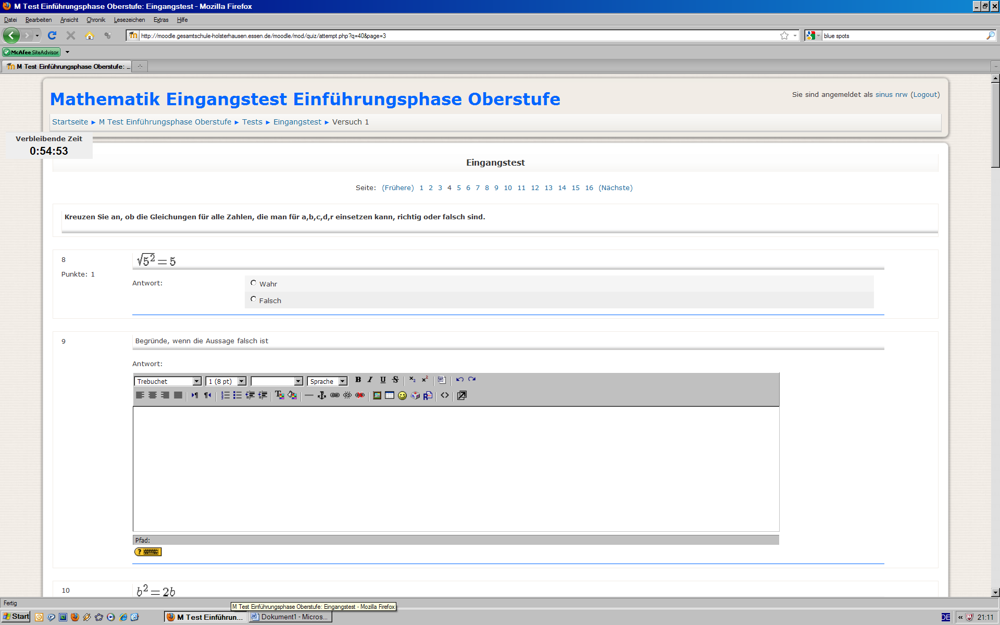 M Test Einführungsphase Oberstufe: Eingangstest - Mozilla Firefox
Datei Bearbeiten Ansicht Chronik Lesezeichen Extras Hilfe
http://moodle.gesamtschule-holsterhausen.essen.de/moodle/mod/quiz/attempt.php?q=40&page=3
blue spots
McAfee SiteAdvisor
M Test Einführungsphase Oberstufe: ...
Mathematik Eingangstest Einführungsphase Oberstufe
Sie sind angemeldet als sinus nrw (Logout)
Startseite ► M Test Einführungsphase Oberstufe ► Tests ► Eingangstest ► Versuch 1
Verbleibende Zeit
0:54:53
Eingangstest
Seite: (Frühere) 1 2 3 4 5 6 7 8 9 10 11 12 13 14 15 16 (Nächste)
Kreuzen Sie an, ob die Gleichungen für alle Zahlen, die man für a,b,c,d,r einsetzen kann, richtig oder falsch sind.
8
√5² = 5
Punkte: 1
Antwort:
Wahr
Falsch
9
Begründe, wenn die Aussage falsch ist
Antwort:
Trebuchet 1 (8 pt) Sprache B I U S x₂ x²
Pfad:
10
b² = 2b
Fertig
M Test Einführungsphase Oberstufe: Eingangstest - Mozilla Firefox
Start M Test Einführun... Dokument1 - Micros... DE « 21:11